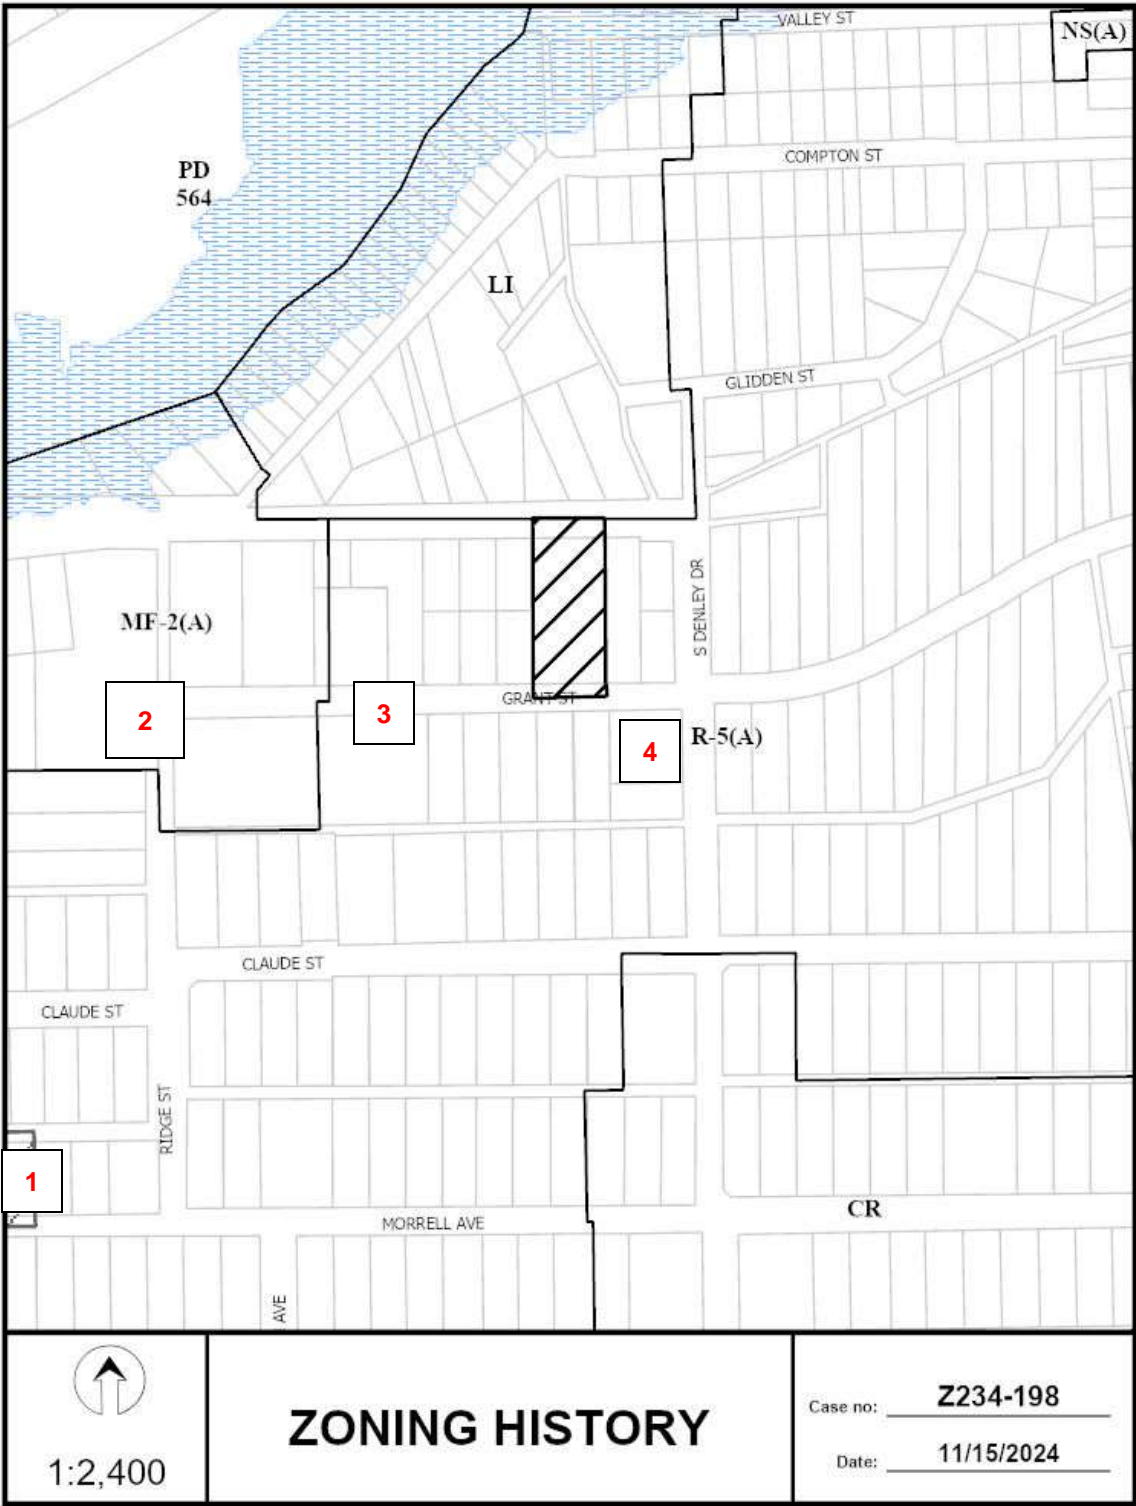 VALLEY ST
NS(A)
COMPTON ST
PD
564
LI
GLIDDEN ST
S DENLEY DR
MF-2(A)
GRANT ST
2
3
4
R-5(A)
CLAUDE ST
CLAUDE ST
RIDGE ST
1
CR
MORRELL AVE
AVE
1:2,400
ZONING HISTORY
Case no: Z234-198
Date: 11/15/2024